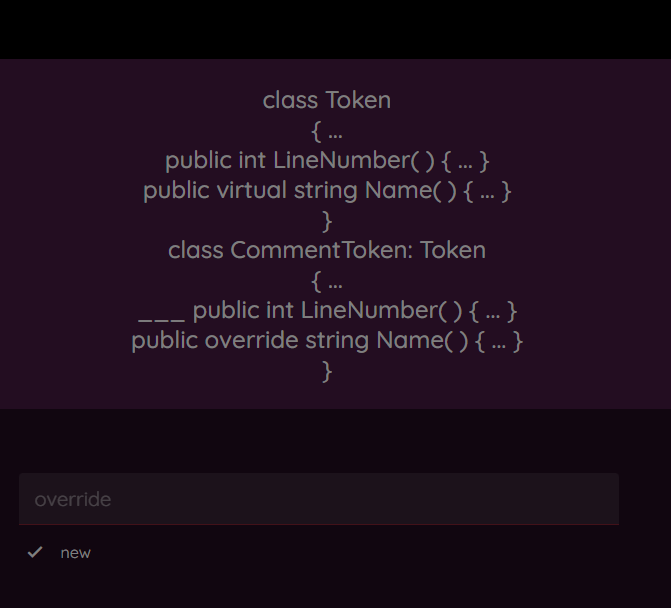 class Token
{ ...
public int LineNumber( ) { ... }
public virtual string Name( ) { ... }
}
class CommentToken: Token
{ ...
___ public int LineNumber( ) { ... }
public override string Name( ) { ... }
}
override
new